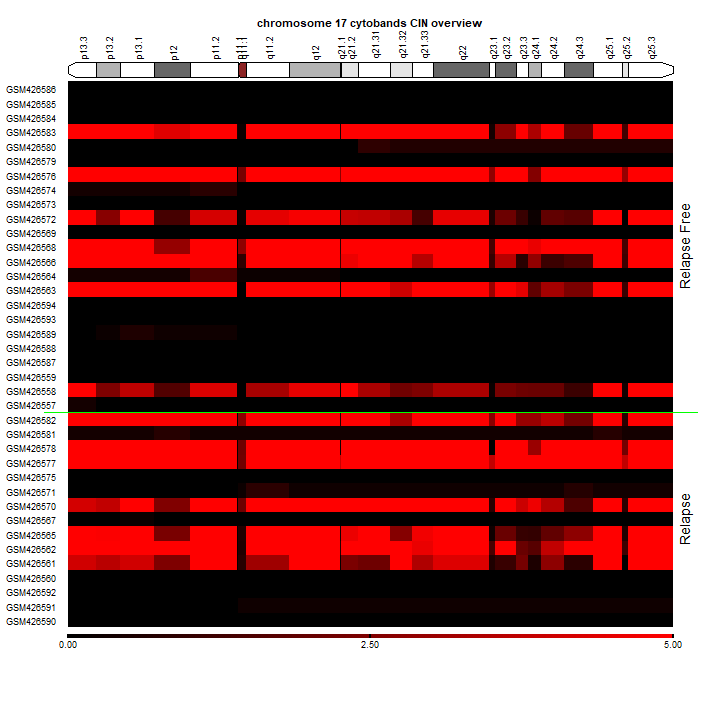 chromosome 17 cytobands CIN overview
p13.3 p13.2 p13.1 p12 p11.2 p11.1 q11.1 q11.2 q12 q21.1 q21.2 q21.31 q21.32 q21.33 q22 q23.1 q23.2 q23.3 q24.1 q24.2 q24.3 q25.1 q25.2 q25.3
GSM426586
GSM426585
GSM426584
GSM426583
GSM426580
GSM426579
GSM426576
GSM426574
GSM426573
GSM426572
GSM426569
GSM426568
GSM426566
GSM426564
GSM426563
GSM426594
GSM426593
GSM426589
GSM426588
GSM426587
GSM426559
GSM426558
GSM426557
Relapse Free
GSM426582
GSM426581
GSM426578
GSM426577
GSM426575
GSM426571
GSM426570
GSM426567
GSM426565
GSM426562
GSM426561
GSM426560
GSM426592
GSM426591
GSM426590
Relapse
0.00 2.50 5.00